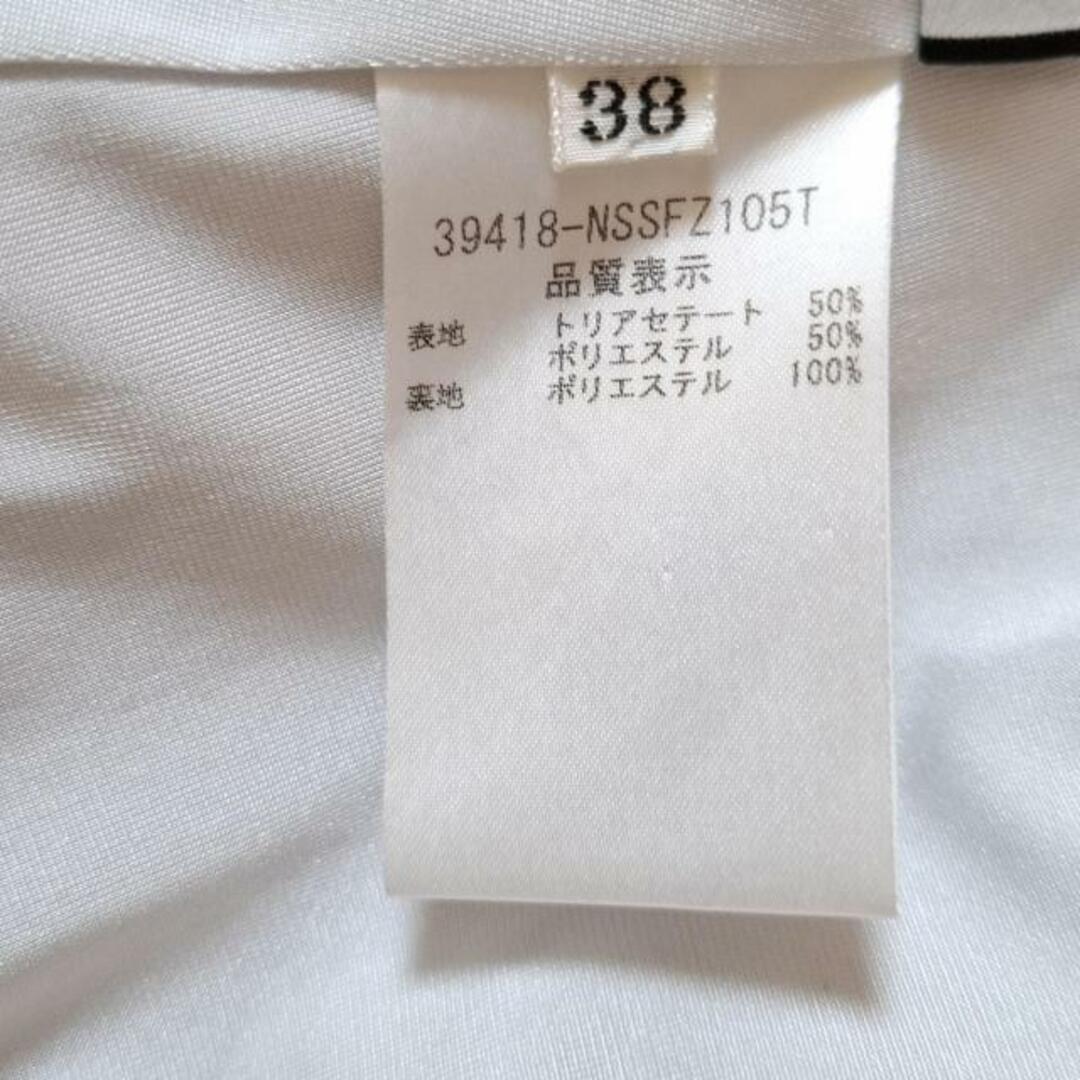 38
39418-NSSFZ105T
品質表示
表地 トリアセテート 50%
ポリエステル 50%
裏地 ポリエステル 100%